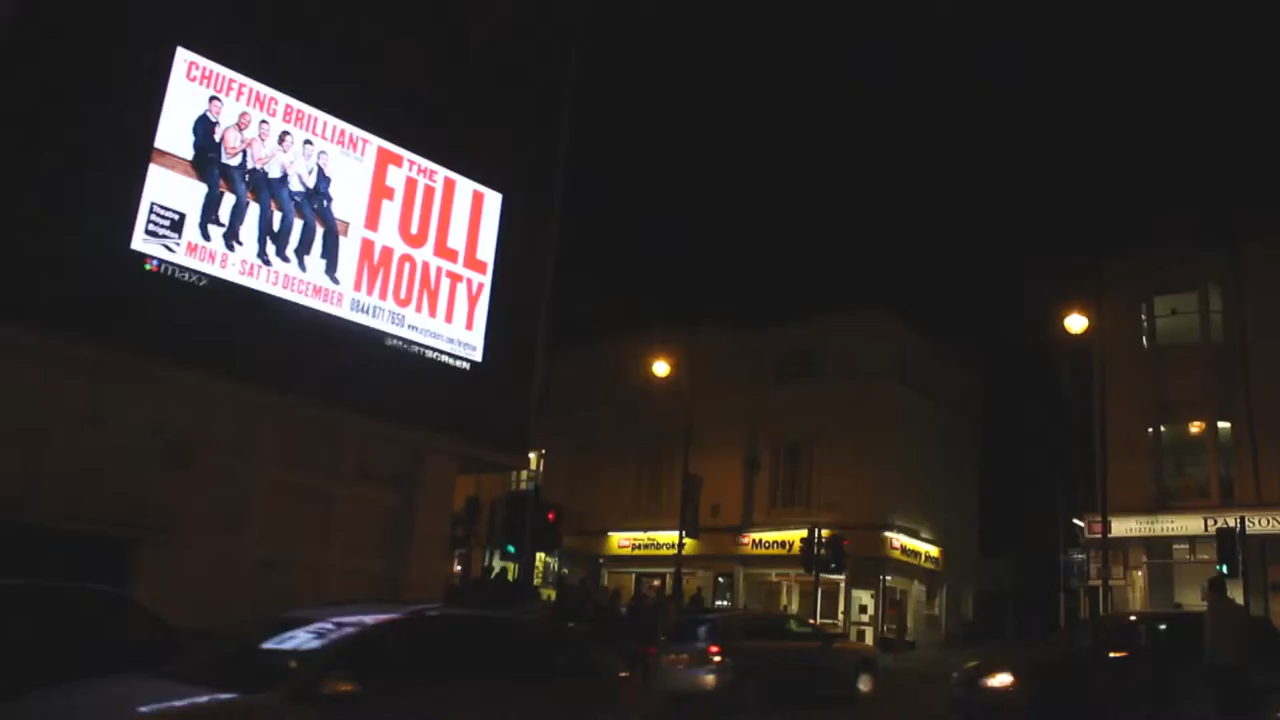 'CHUFFING BRILLIANT'
THE
FULL
MONTY
Theatre
Royal
Brighton
MON 8 - SAT 13 DECEMBER
0844 871 7650
maxx
SMARTSCREEN
pawnbroker
Money
Money Shop
Telephone
PARSON